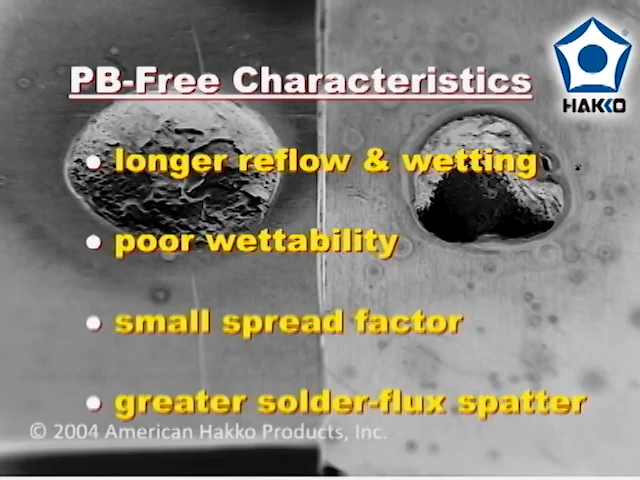 PB-Free Characteristics
HAKKO
• longer reflow & wetting
• poor wettability
• small spread factor
• greater solder-flux spatter
© 2004 American Hakko Products, Inc.